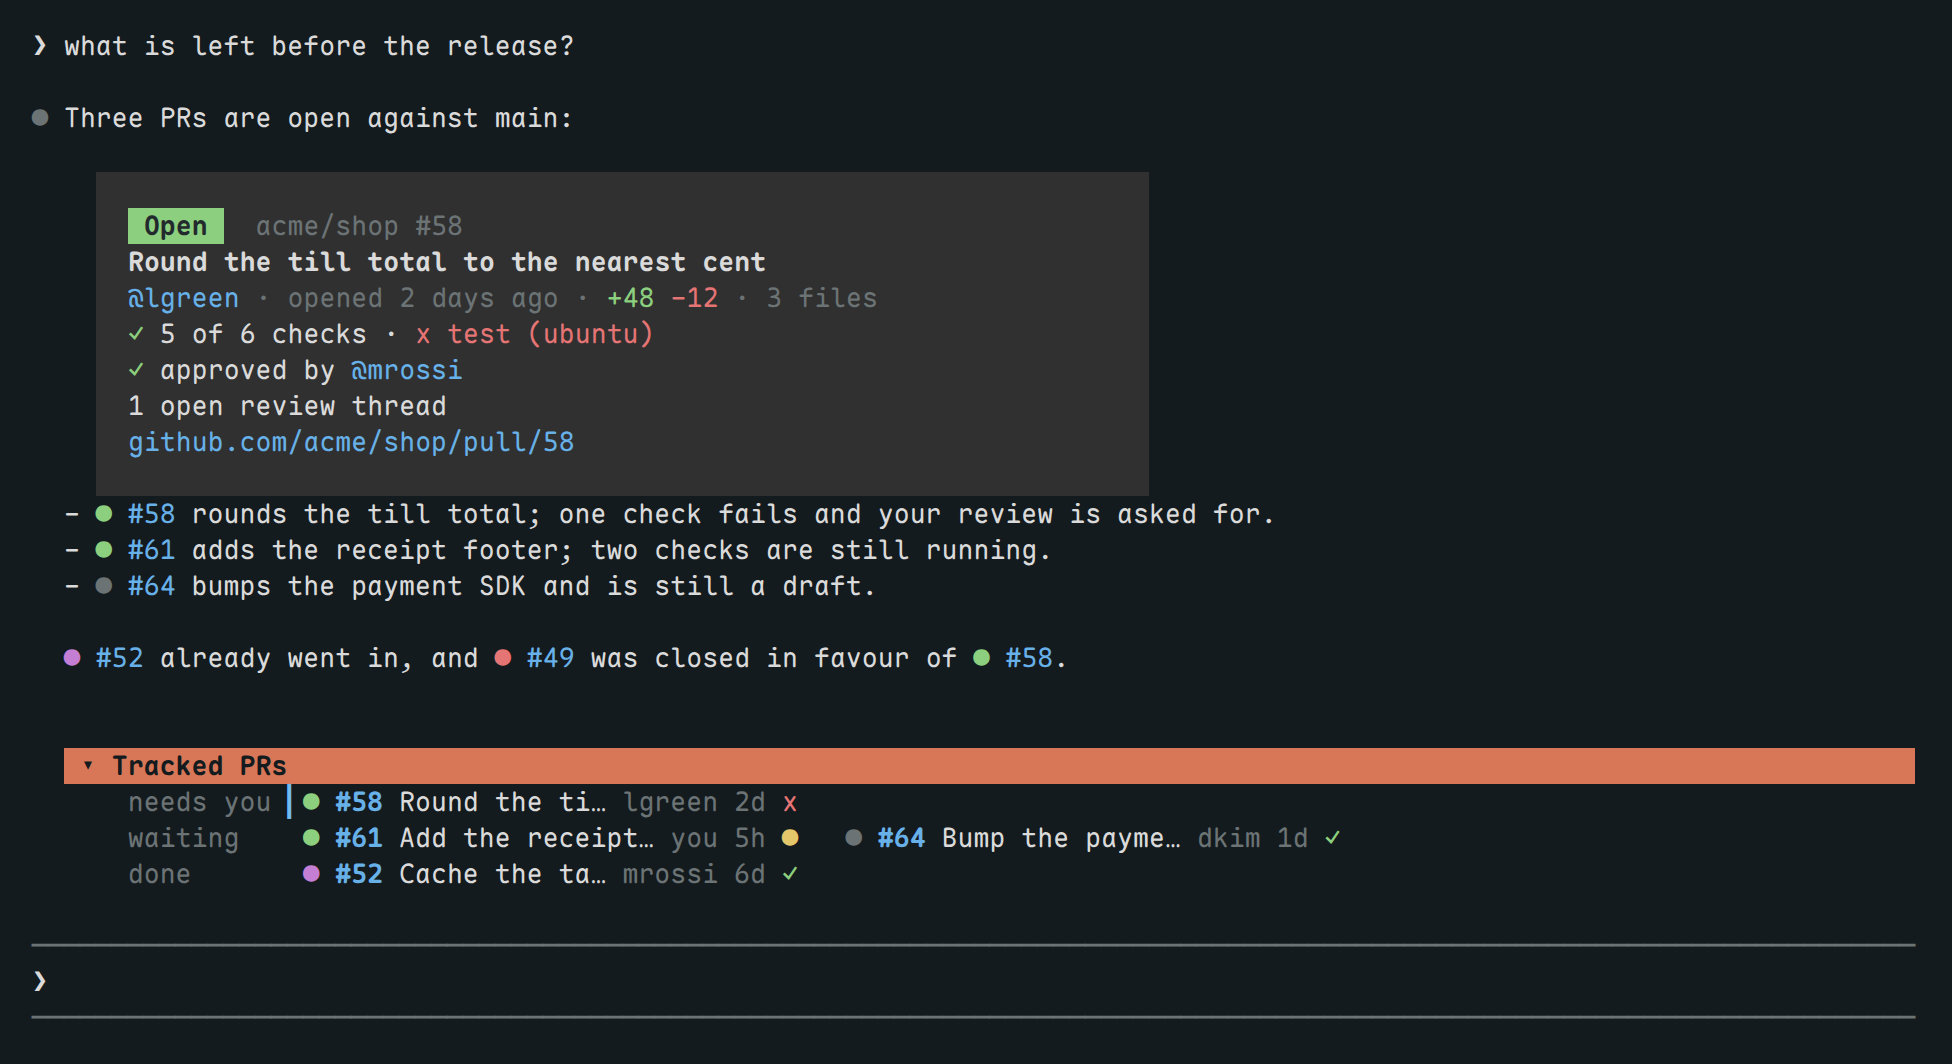 ❯ what is left before the release?
● Three PRs are open against main:
Open acme/shop #58
Round the till total to the nearest cent
@lgreen · opened 2 days ago · +48 −12 · 3 files
✓ 5 of 6 checks · x test (ubuntu)
✓ approved by @mrossi
1 open review thread
github.com/acme/shop/pull/58
- ● #58 rounds the till total; one check fails and your review is asked for.
- ● #61 adds the receipt footer; two checks are still running.
- ● #64 bumps the payment SDK and is still a draft.
● #52 already went in, and ● #49 was closed in favour of ● #58.
▾ Tracked PRs
needs you ● #58 Round the ti… lgreen 2d x
waiting ● #61 Add the receipt… you 5h ● ● #64 Bump the payme… dkim 1d ✓
done ● #52 Cache the ta… mrossi 6d ✓
❯